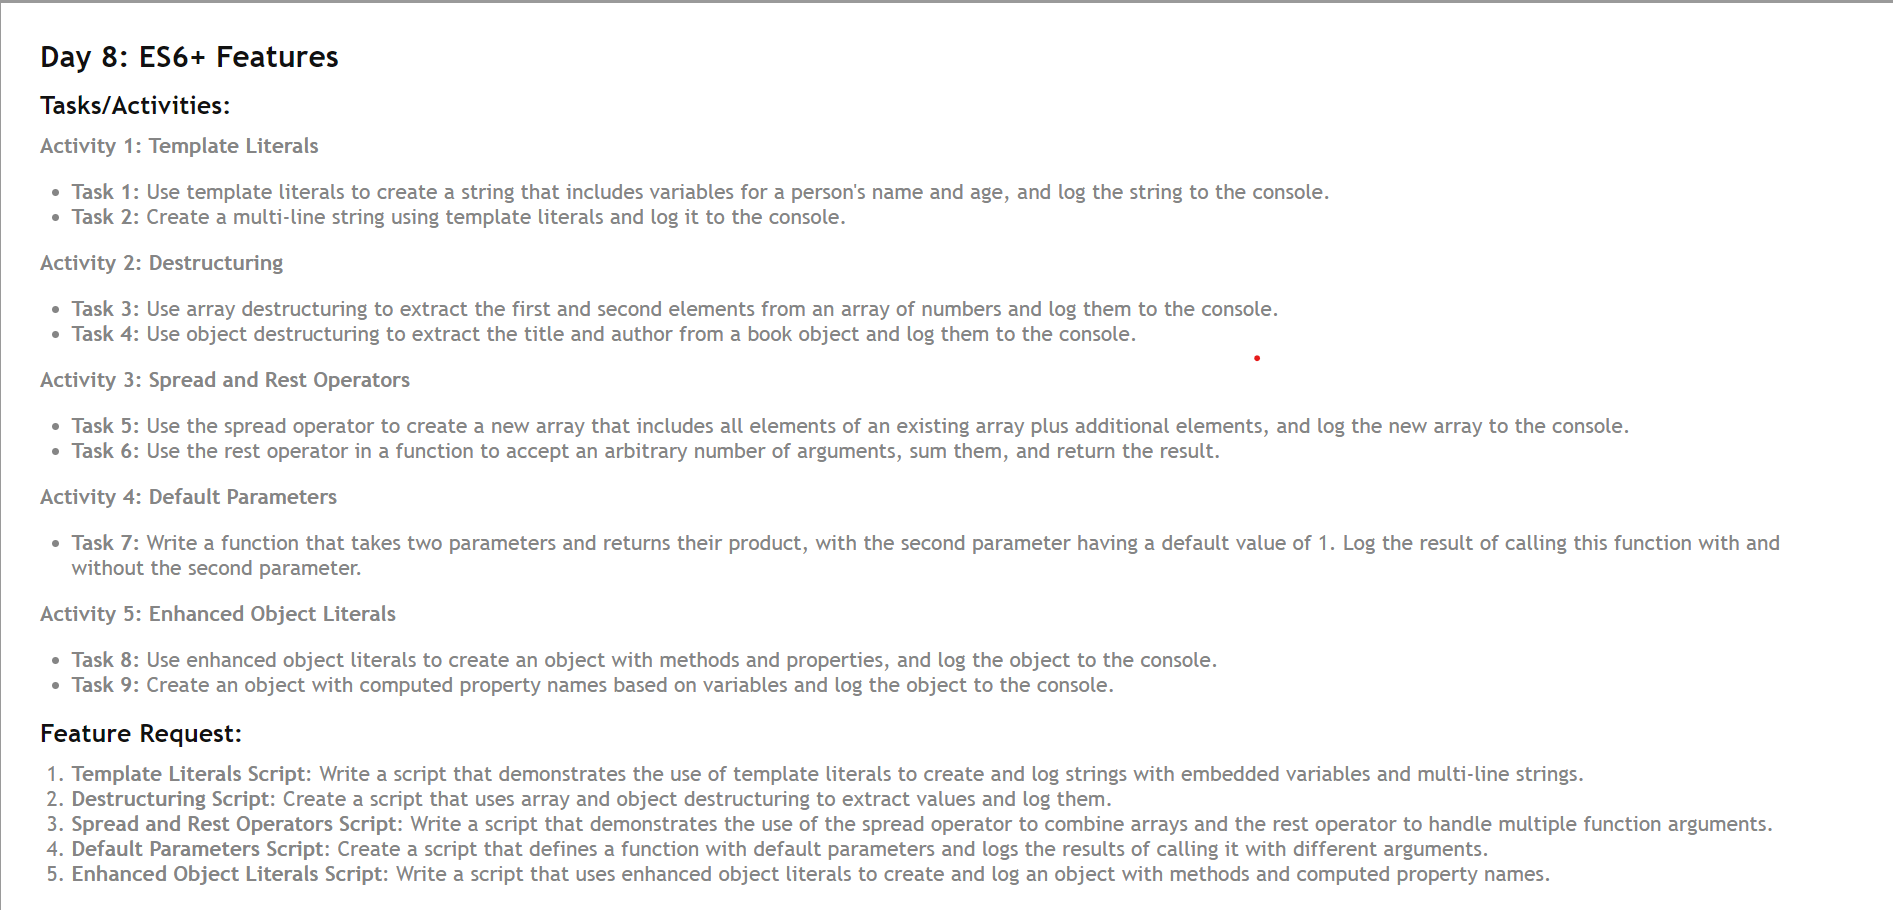 Day 8: ES6+ Features
Tasks/Activities:
Activity 1: Template Literals
• Task 1: Use template literals to create a string that includes variables for a person's name and age, and log the string to the console.
• Task 2: Create a multi-line string using template literals and log it to the console.
Activity 2: Destructuring
• Task 3: Use array destructuring to extract the first and second elements from an array of numbers and log them to the console.
• Task 4: Use object destructuring to extract the title and author from a book object and log them to the console.
Activity 3: Spread and Rest Operators
• Task 5: Use the spread operator to create a new array that includes all elements of an existing array plus additional elements, and log the new array to the console.
• Task 6: Use the rest operator in a function to accept an arbitrary number of arguments, sum them, and return the result.
Activity 4: Default Parameters
• Task 7: Write a function that takes two parameters and returns their product, with the second parameter having a default value of 1. Log the result of calling this function with and
without the second parameter.
Activity 5: Enhanced Object Literals
• Task 8: Use enhanced object literals to create an object with methods and properties, and log the object to the console.
• Task 9: Create an object with computed property names based on variables and log the object to the console.
Feature Request:
1. Template Literals Script: Write a script that demonstrates the use of template literals to create and log strings with embedded variables and multi-line strings.
2. Destructuring Script: Create a script that uses array and object destructuring to extract values and log them.
3. Spread and Rest Operators Script: Write a script that demonstrates the use of the spread operator to combine arrays and the rest operator to handle multiple function arguments.
4. Default Parameters Script: Create a script that defines a function with default parameters and logs the results of calling it with different arguments.
5. Enhanced Object Literals Script: Write a script that uses enhanced object literals to create and log an object with methods and computed property names.